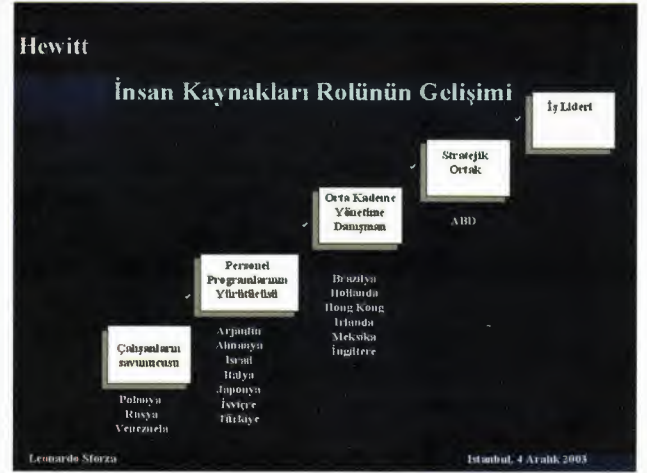 Hewitt
İnsan Kaynakları Rolünün Gelişimi
İş Lideri
Stratejik
Ortak
ABD
Orta Kademe
Yönetime
Danışman
Brazilya
Hollanda
Hong Kong
İrlanda
Meksika
İngiltere
Personel
Programlarının
Yürütücüsü
Arjantin
Almanya
İsrail
İtalya
Japonya
İsviçre
Türkiye
Çalışanların
savunucusu
Polonya
Rusya
Venezuela
Leonardo Sforza
İstanbul, 4 Aralık 2003